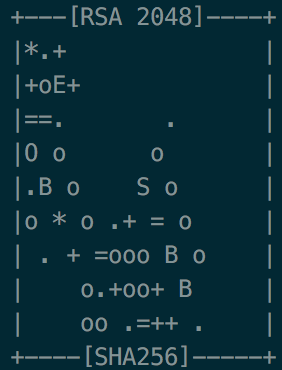 +---[RSA 2048]----+
|*.+              |
|+oE+             |
|==.       .      |
|O o      o       |
|.B o    S o      |
|o * o .+ = o     |
| . + =ooo B o    |
|    o.+oo+ B     |
|    oo .=++ .    |
+----[SHA256]-----+